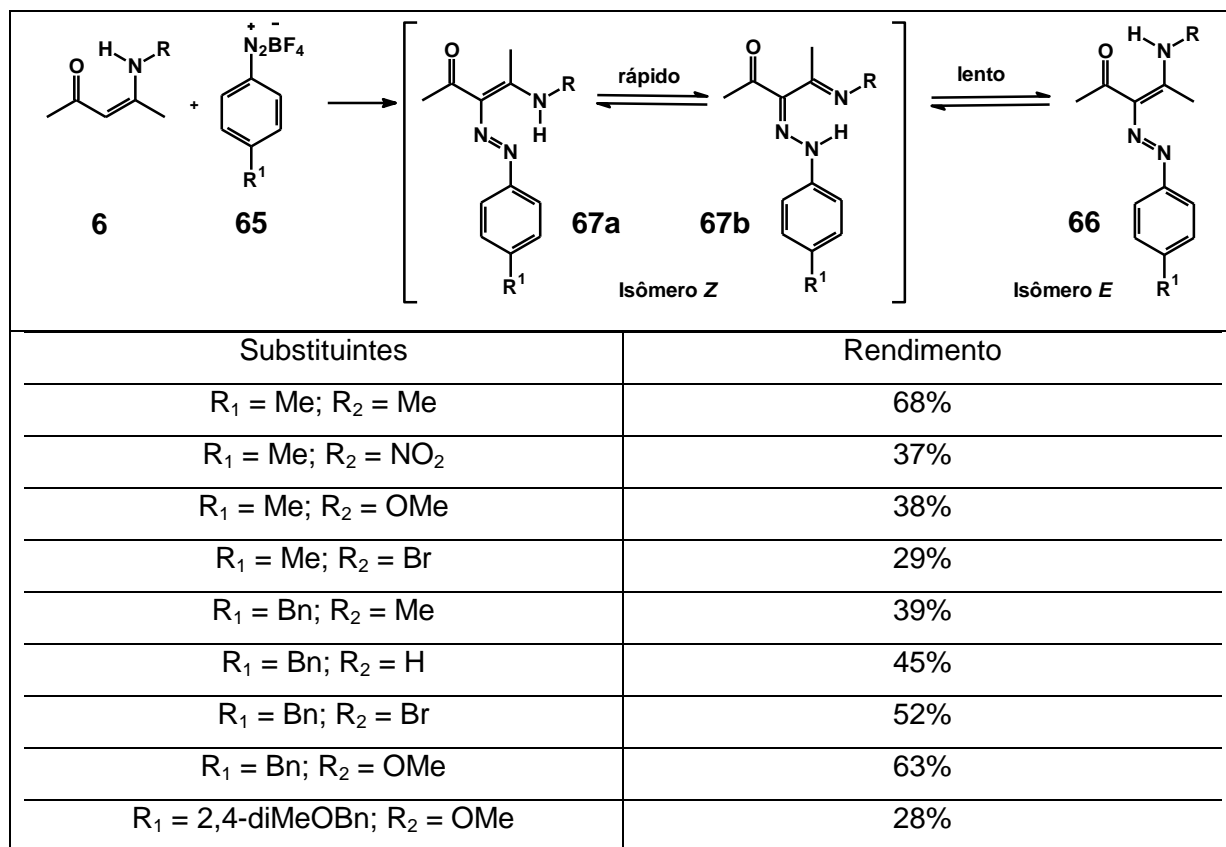 H N R N₂BF₄ + − O + R¹
6 65
O N R H N N R¹
67a
rápido
O N R N N H R¹
67b
Isômero Z
lento
H N R O N N R¹
66
Isômero E
Substituintes Rendimento
R₁ = Me; R₂ = Me 68%
R₁ = Me; R₂ = NO₂ 37%
R₁ = Me; R₂ = OMe 38%
R₁ = Me; R₂ = Br 29%
R₁ = Bn; R₂ = Me 39%
R₁ = Bn; R₂ = H 45%
R₁ = Bn; R₂ = Br 52%
R₁ = Bn; R₂ = OMe 63%
R₁ = 2,4-diMeOBn; R₂ = OMe 28%